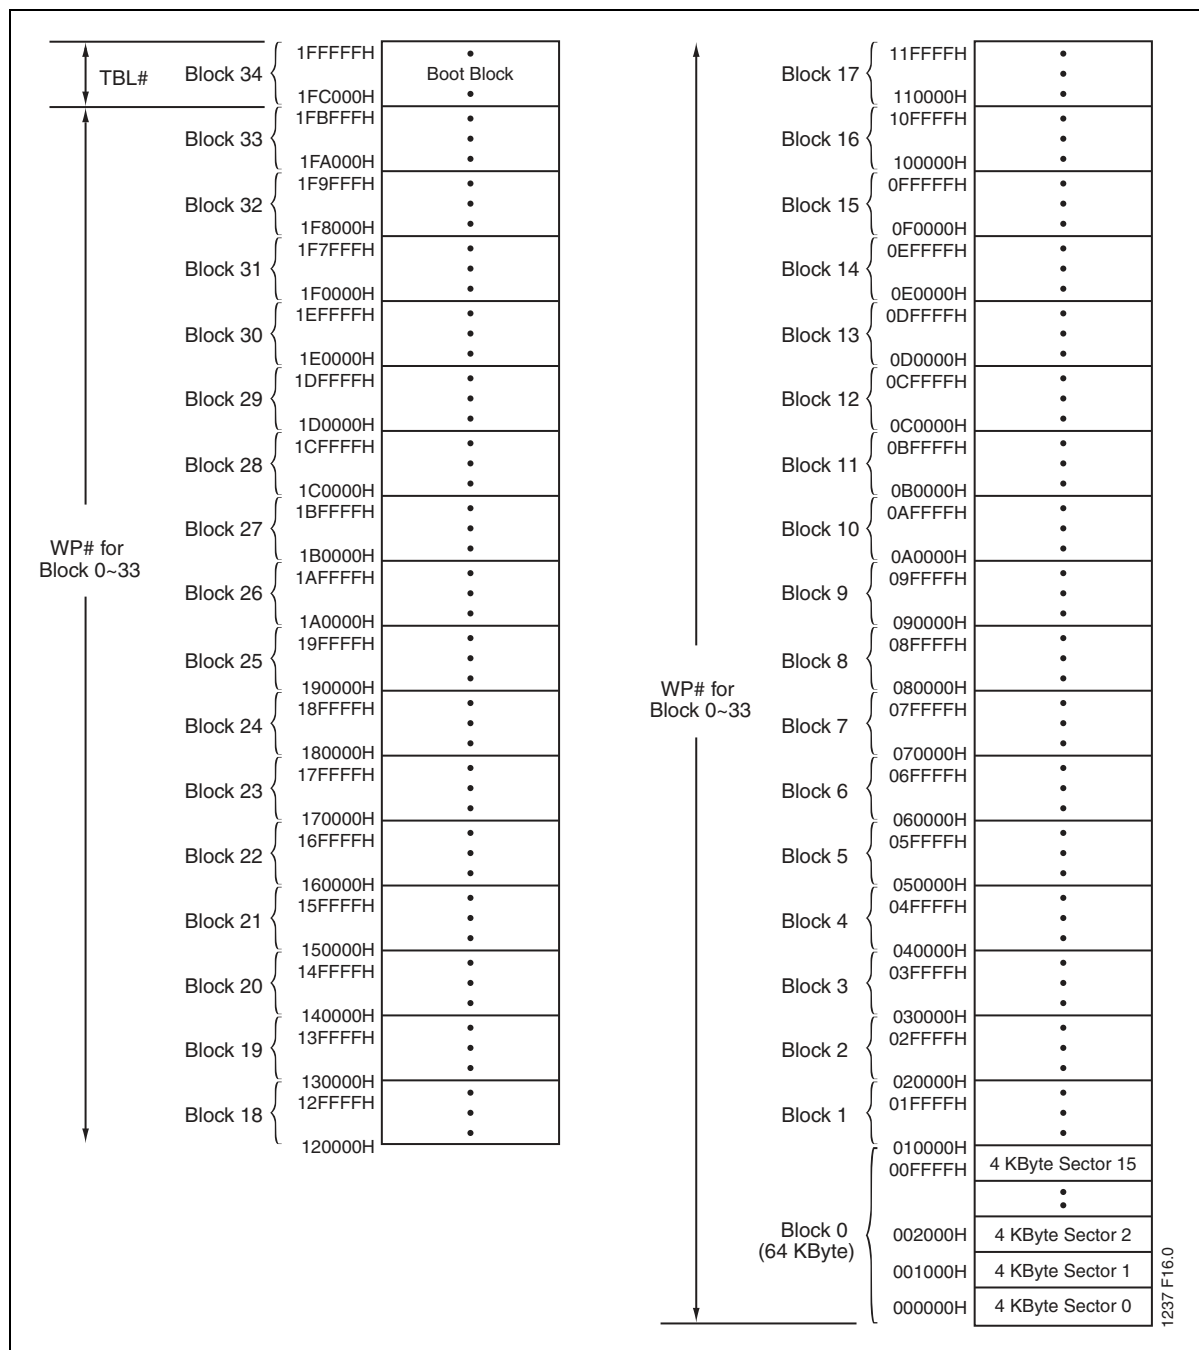 TBL#
WP# for
Block 0~33
Block 34
1FFFFFH
1FC000H
Boot Block
Block 33
1FBFFFH
1FA000H
Block 32
1F9FFFH
1F8000H
Block 31
1F7FFFH
1F0000H
Block 30
1EFFFFH
1E0000H
Block 29
1DFFFFH
1D0000H
Block 28
1CFFFFH
1C0000H
Block 27
1BFFFFH
1B0000H
Block 26
1AFFFFH
1A0000H
Block 25
19FFFFH
190000H
Block 24
18FFFFH
180000H
Block 23
17FFFFH
170000H
Block 22
16FFFFH
160000H
Block 21
15FFFFH
150000H
Block 20
14FFFFH
140000H
Block 19
13FFFFH
130000H
Block 18
12FFFFH
120000H
WP# for
Block 0~33
Block 17
11FFFFH
110000H
Block 16
10FFFFH
100000H
Block 15
0FFFFFH
0F0000H
Block 14
0EFFFFH
0E0000H
Block 13
0DFFFFH
0D0000H
Block 12
0CFFFFH
0C0000H
Block 11
0BFFFFH
0B0000H
Block 10
0AFFFFH
0A0000H
Block 9
09FFFFH
090000H
Block 8
08FFFFH
080000H
Block 7
07FFFFH
070000H
Block 6
06FFFFH
060000H
Block 5
05FFFFH
050000H
Block 4
04FFFFH
040000H
Block 3
03FFFFH
030000H
Block 2
02FFFFH
020000H
Block 1
01FFFFH
010000H
Block 0
(64 KByte)
00FFFFH
4 KByte Sector 15
002000H
4 KByte Sector 2
001000H
4 KByte Sector 1
000000H
4 KByte Sector 0
1237 F16.0